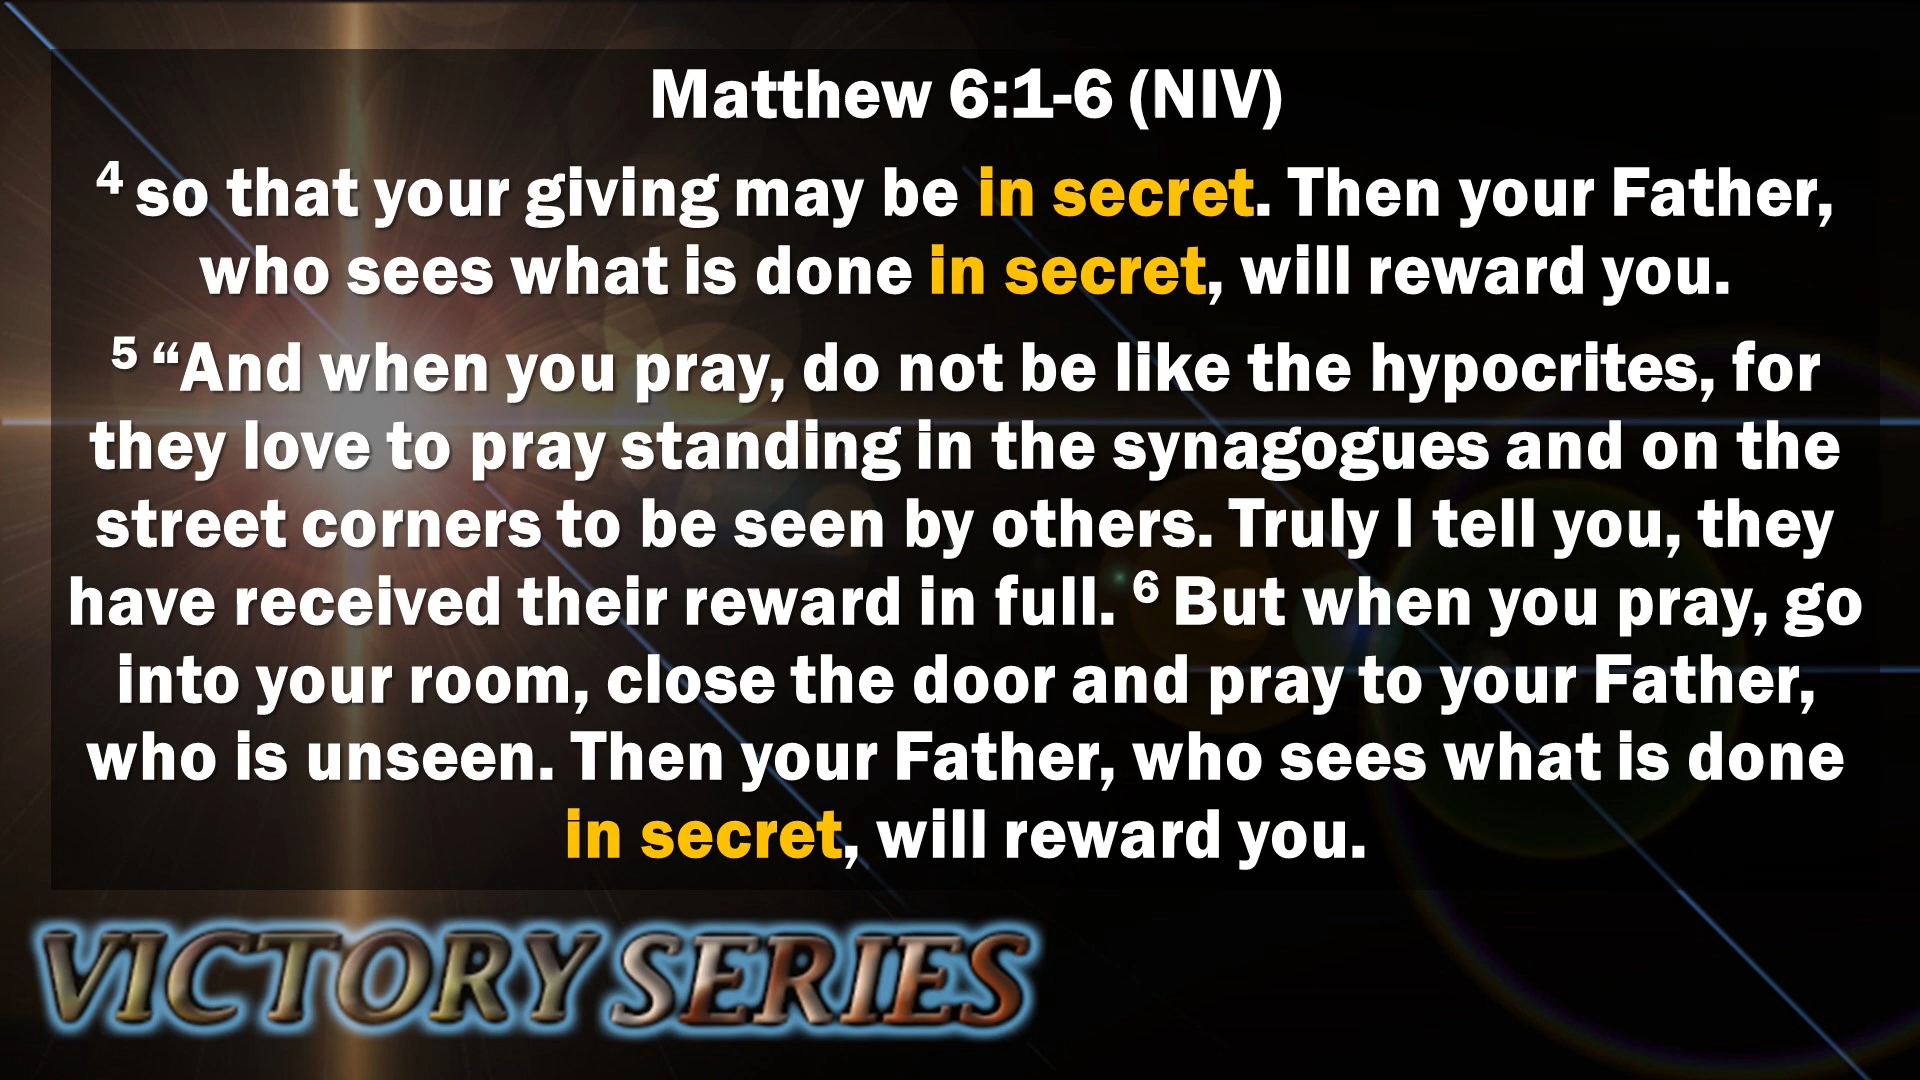 Matthew 6:1-6 (NIV)
4 so that your giving may be in secret. Then your Father,
who sees what is done in secret, will reward you.
5 “And when you pray, do not be like the hypocrites, for
they love to pray standing in the synagogues and on the
street corners to be seen by others. Truly I tell you, they
have received their reward in full. 6 But when you pray, go
into your room, close the door and pray to your Father,
who is unseen. Then your Father, who sees what is done
in secret, will reward you.
VICTORY SERIES